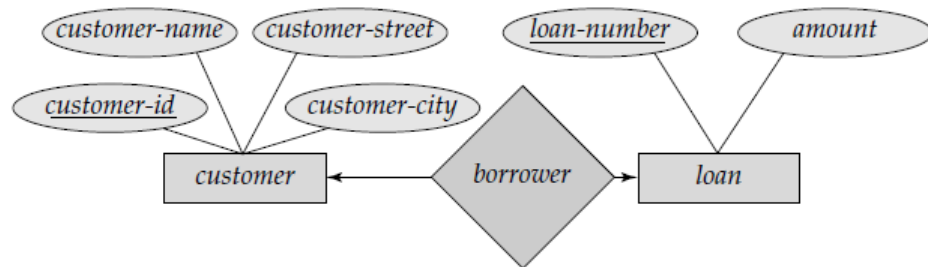 customer-name customer-street loan-number amount
customer-id customer-city
customer borrower loan